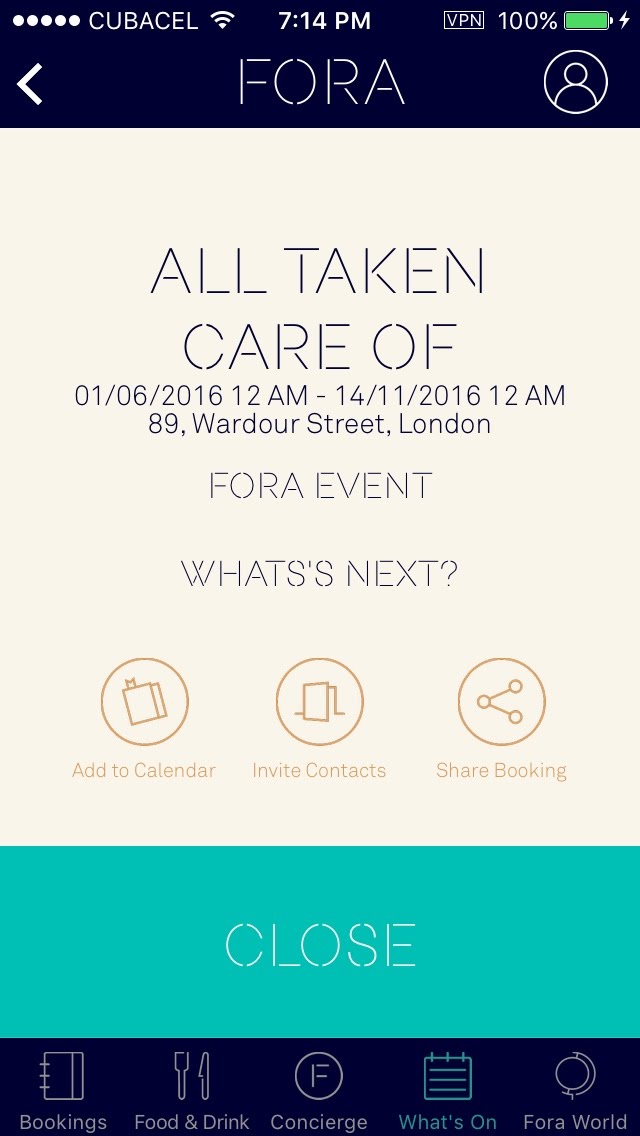 CUBACEL 7:14 PM VPN 100%
FORA
ALL TAKEN
CARE OF
01/06/2016 12 AM - 14/11/2016 12 AM
89, Wardour Street, London
FORA EVENT
WHATS'S NEXT?
Add to Calendar Invite Contacts Share Booking
CLOSE
F
Bookings Food & Drink Concierge What's On Fora World